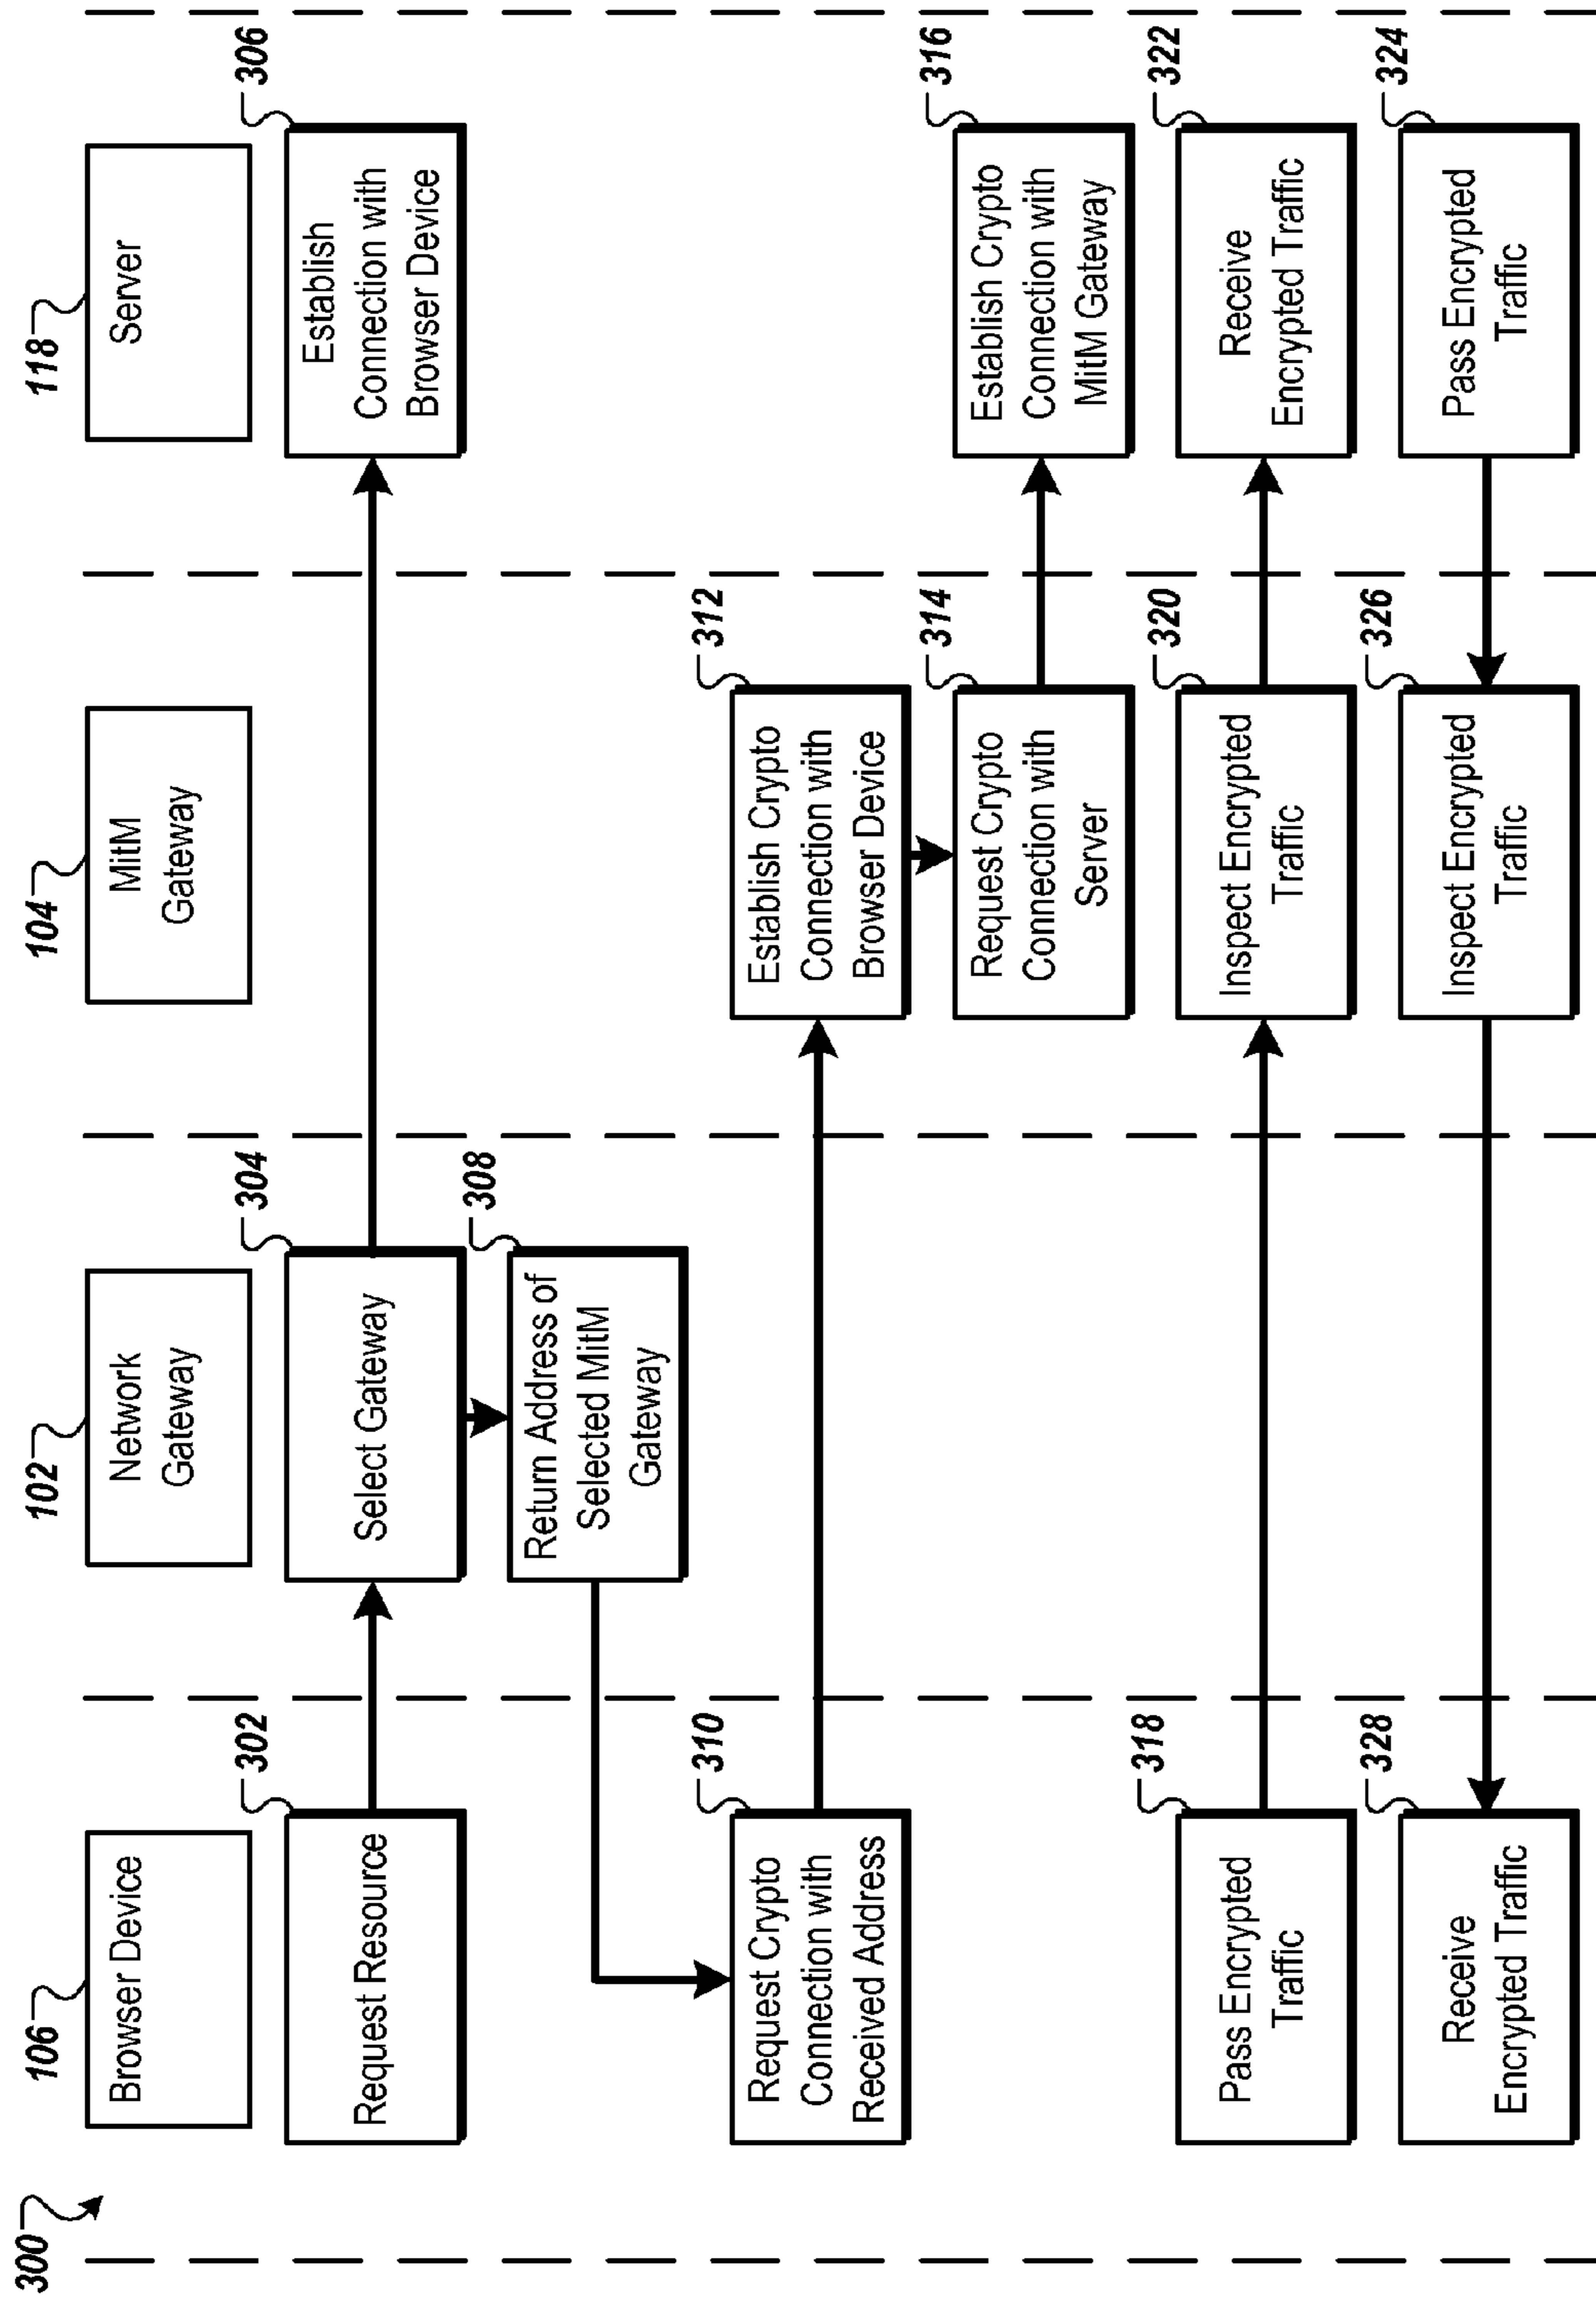 300
106
Browser Device
102
Network
Gateway
104
MitM
Gateway
118
Server
302
Request Resource
304
Select Gateway
306
Establish
Connection with
Browser Device
308
Return Address of
Selected MitM
Gateway
310
Request Crypto
Connection with
Received Address
312
Establish Crypto
Connection with
Browser Device
314
Request Crypto
Connection with
Server
316
Establish Crypto
Connection with
MitM Gateway
318
Pass Encrypted
Traffic
320
Inspect Encrypted
Traffic
322
Receive
Encrypted Traffic
328
Receive
Encrypted Traffic
326
Inspect Encrypted
Traffic
324
Pass Encrypted
Traffic